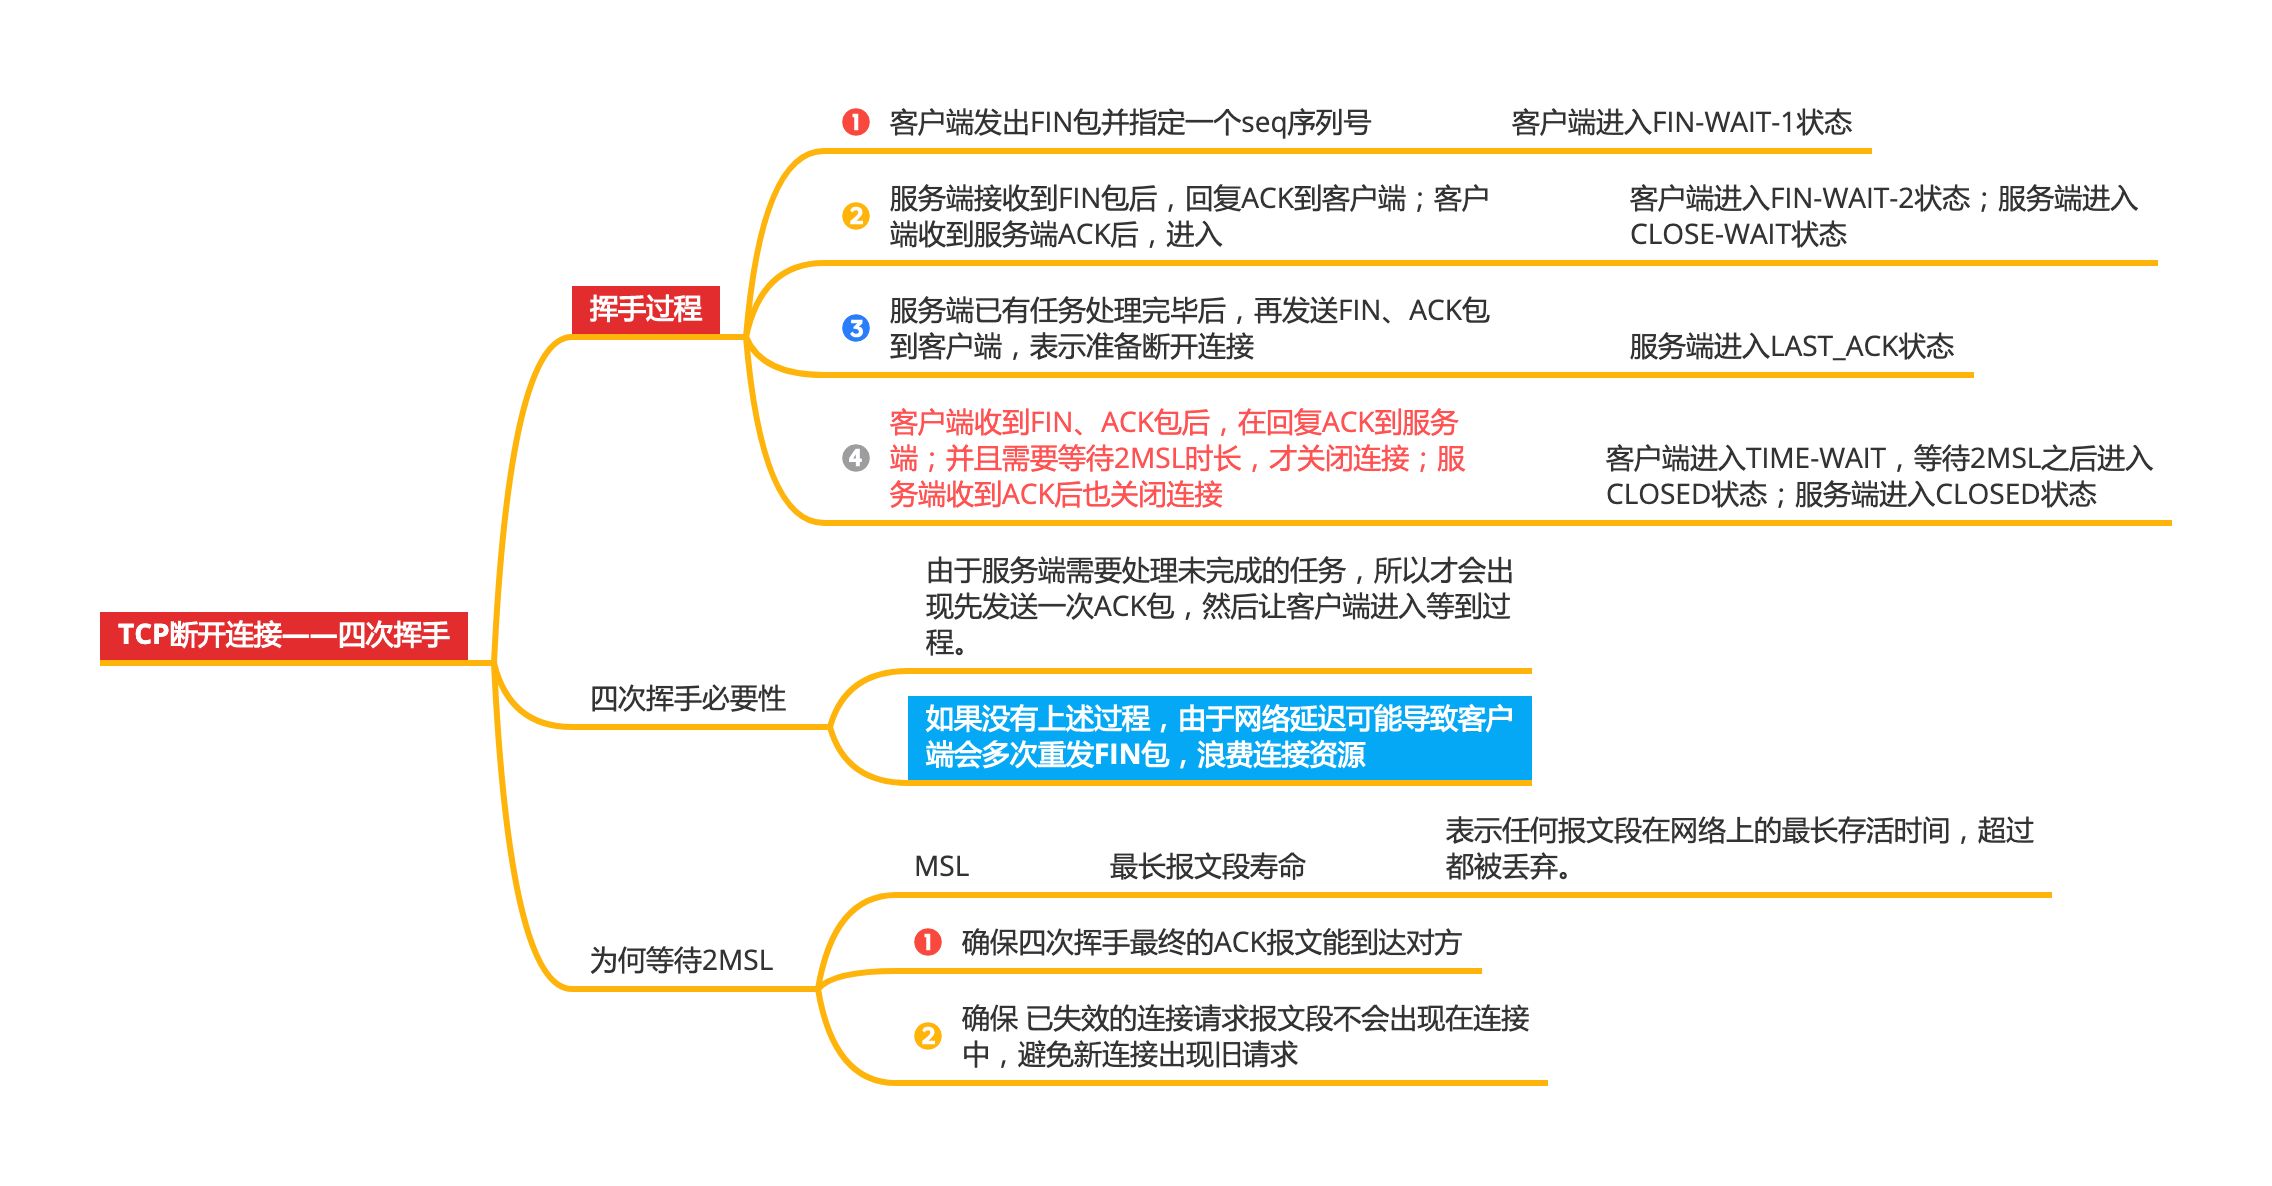 TCP断开连接——四次挥手
挥手过程
1 客户端发出FIN包并指定一个seq序列号
客户端进入FIN-WAIT-1状态
2 服务端接收到FIN包后，回复ACK到客户端；客户
端收到服务端ACK后，进入
客户端进入FIN-WAIT-2状态；服务端进入
CLOSE-WAIT状态
3 服务端已有任务处理完毕后，再发送FIN、ACK包
到客户端，表示准备断开连接
服务端进入LAST_ACK状态
4 客户端收到FIN、ACK包后，在回复ACK到服务
端；并且需要等待2MSL时长，才关闭连接；服
务端收到ACK后也关闭连接
客户端进入TIME-WAIT，等待2MSL之后进入
CLOSED状态；服务端进入CLOSED状态
四次挥手必要性
由于服务端需要处理未完成的任务，所以才会出
现先发送一次ACK包，然后让客户端进入等到过
程。
如果没有上述过程，由于网络延迟可能导致客户
端会多次重发FIN包，浪费连接资源
为何等待2MSL
MSL
最长报文段寿命
表示任何报文段在网络上的最长存活时间，超过
都被丢弃。
1 确保四次挥手最终的ACK报文能到达对方
2 确保 已失效的连接请求报文段不会出现在连接
中，避免新连接出现旧请求